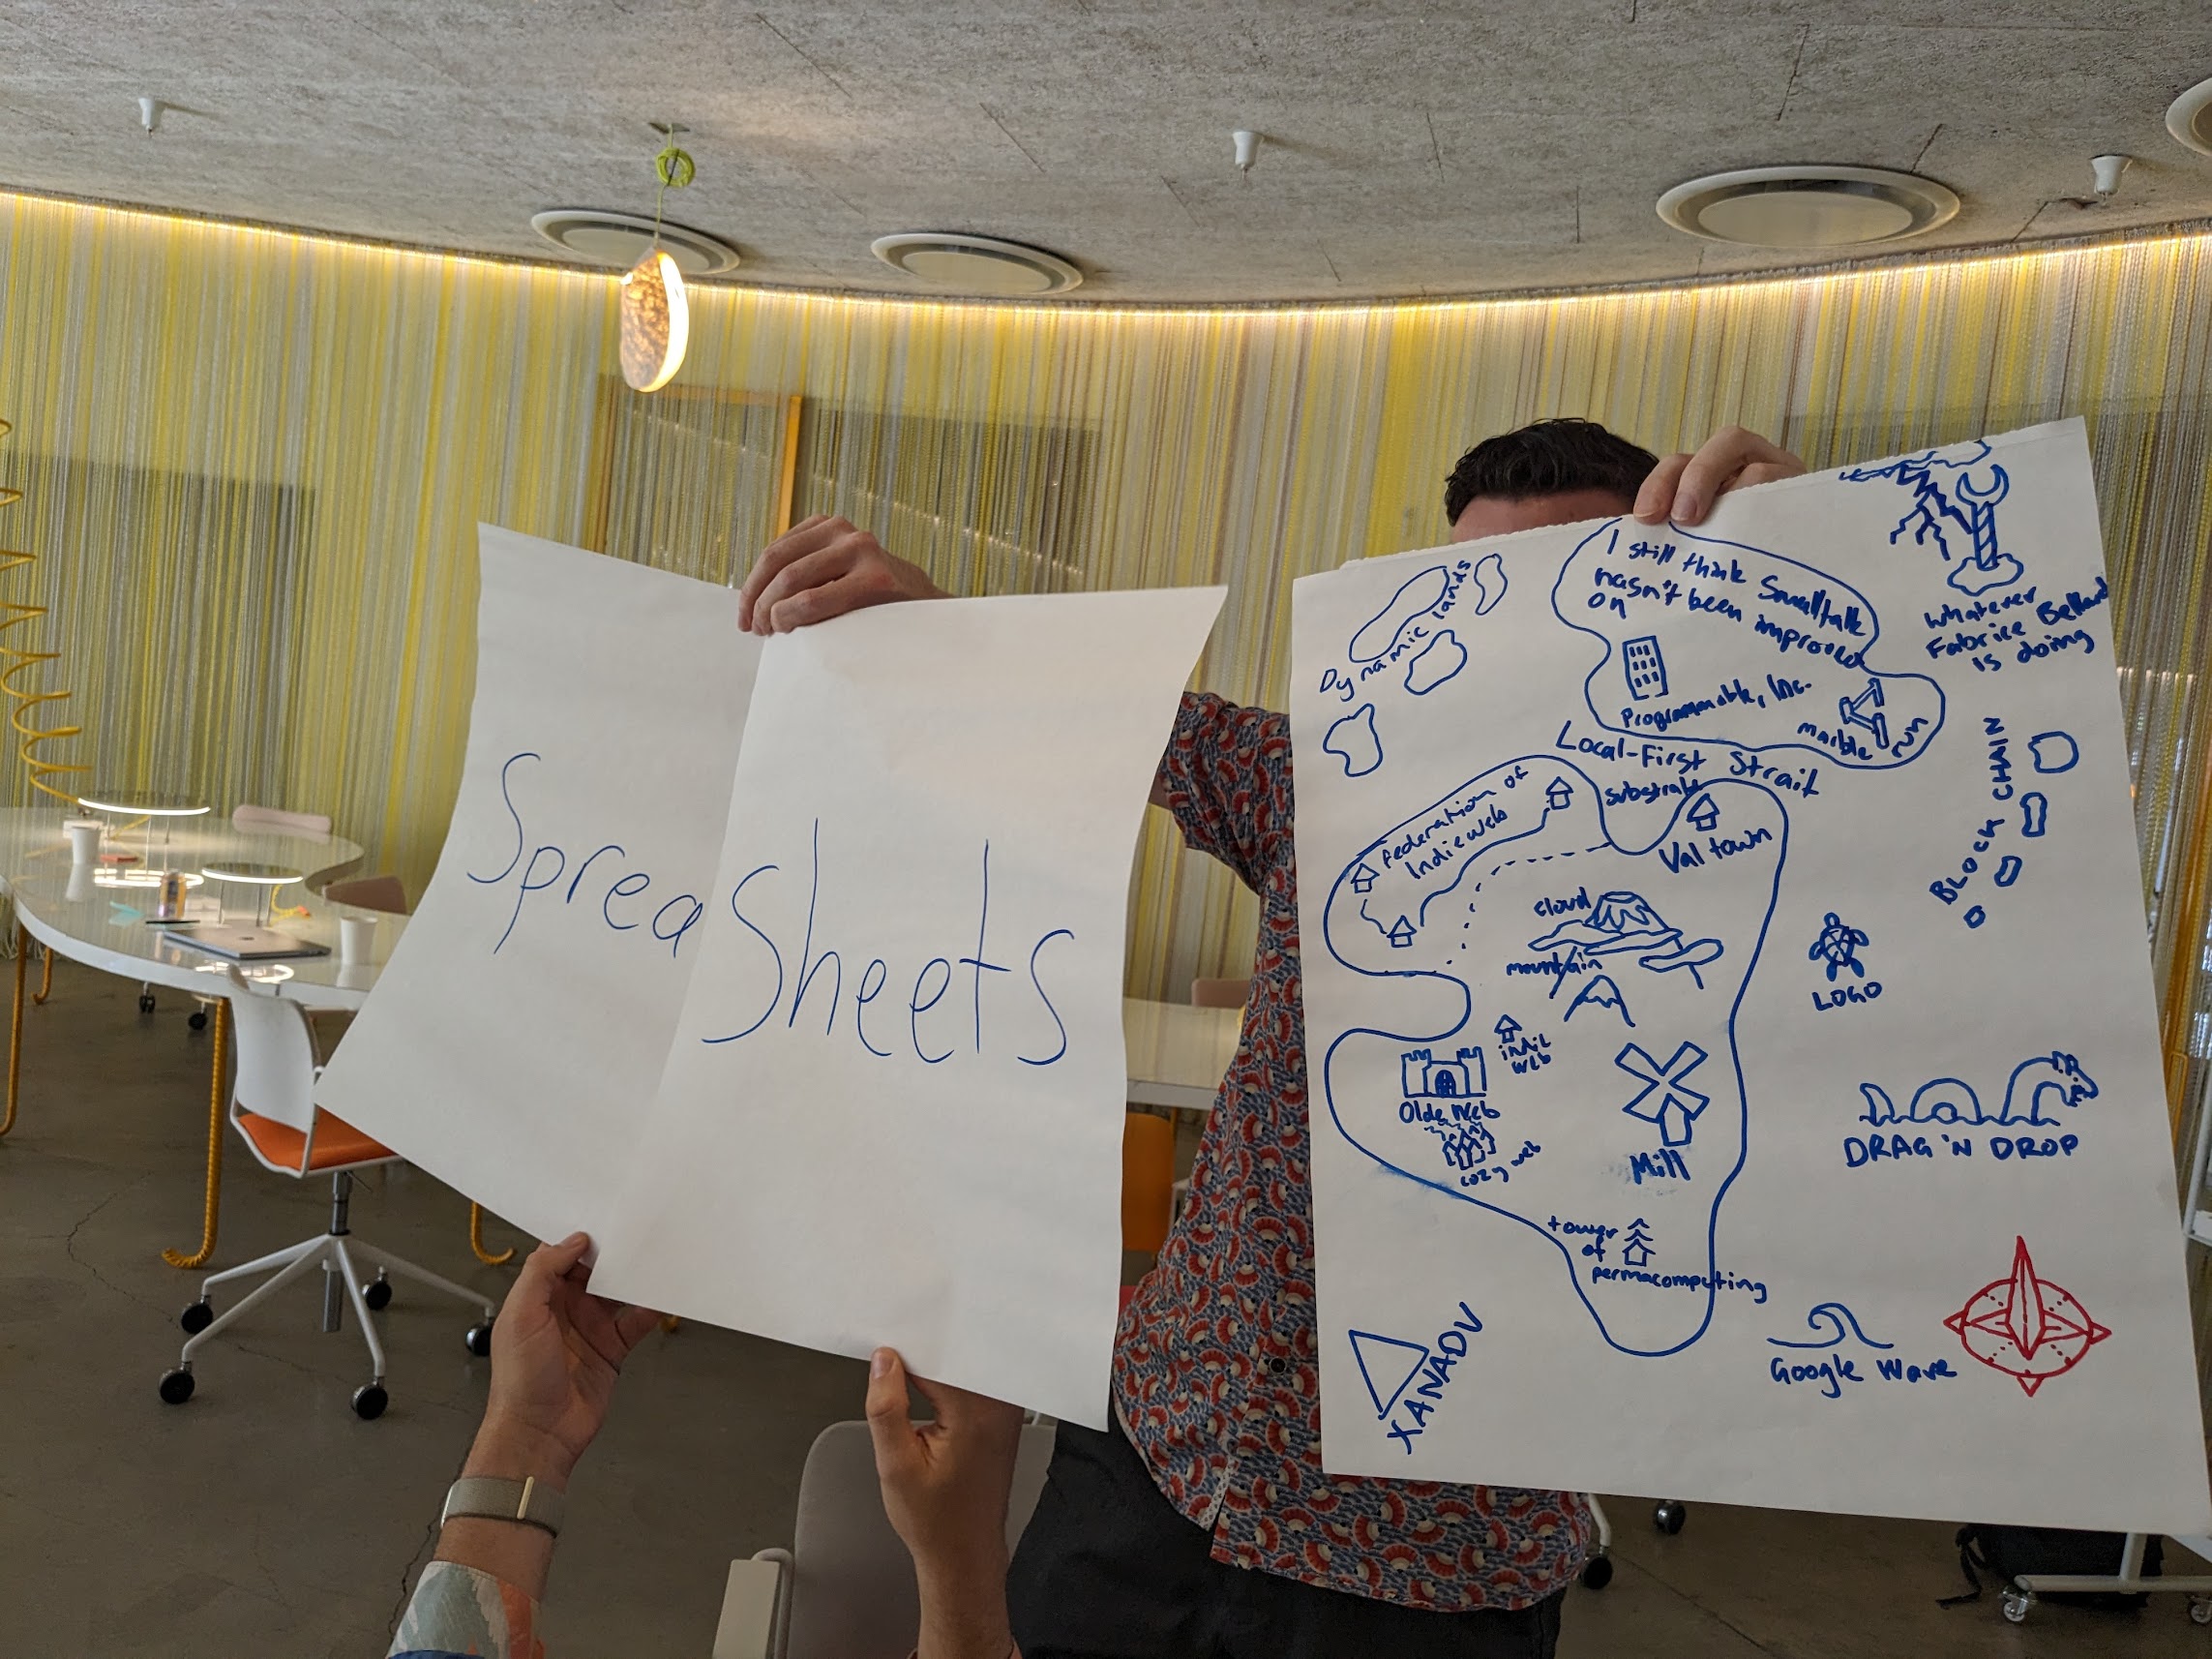 Sprea
Sheets
Dynamic lands
I still think Smalltalk
hasn't been improved
on
Programmable, Inc.
marble run
Whatever
Fabrice Bellard
is doing
Local-First Strait
BLOCK CHAIN
Federation of
Indieweb
substrate
Val town
cloud
mountain
LOGO
indie
web
Olde Web
cozy web
Mill
DRAG 'N DROP
tower
of
permacomputing
XANADU
Google Wave